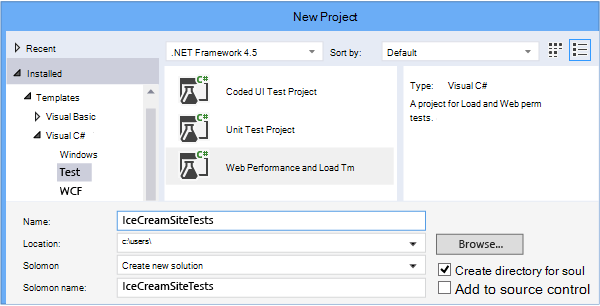 New Project
Recent
.NET Framework 4.5
Sort by:
Default
Installed
Templates
Visual Basic
Visual C#
Windows
Test
WCF
C#
Coded UI Test Project
C#
Unit Test Project
C#
Web Performance and Load Tm
Type: Visual C#
A project for Load and Web perm
tests.
Name:
IceCreamSiteTests
Location:
c:\users\
Browse...
Solomon
Create new solution
Create directory for soul
Solomon name:
IceCreamSiteTests
Add to source control